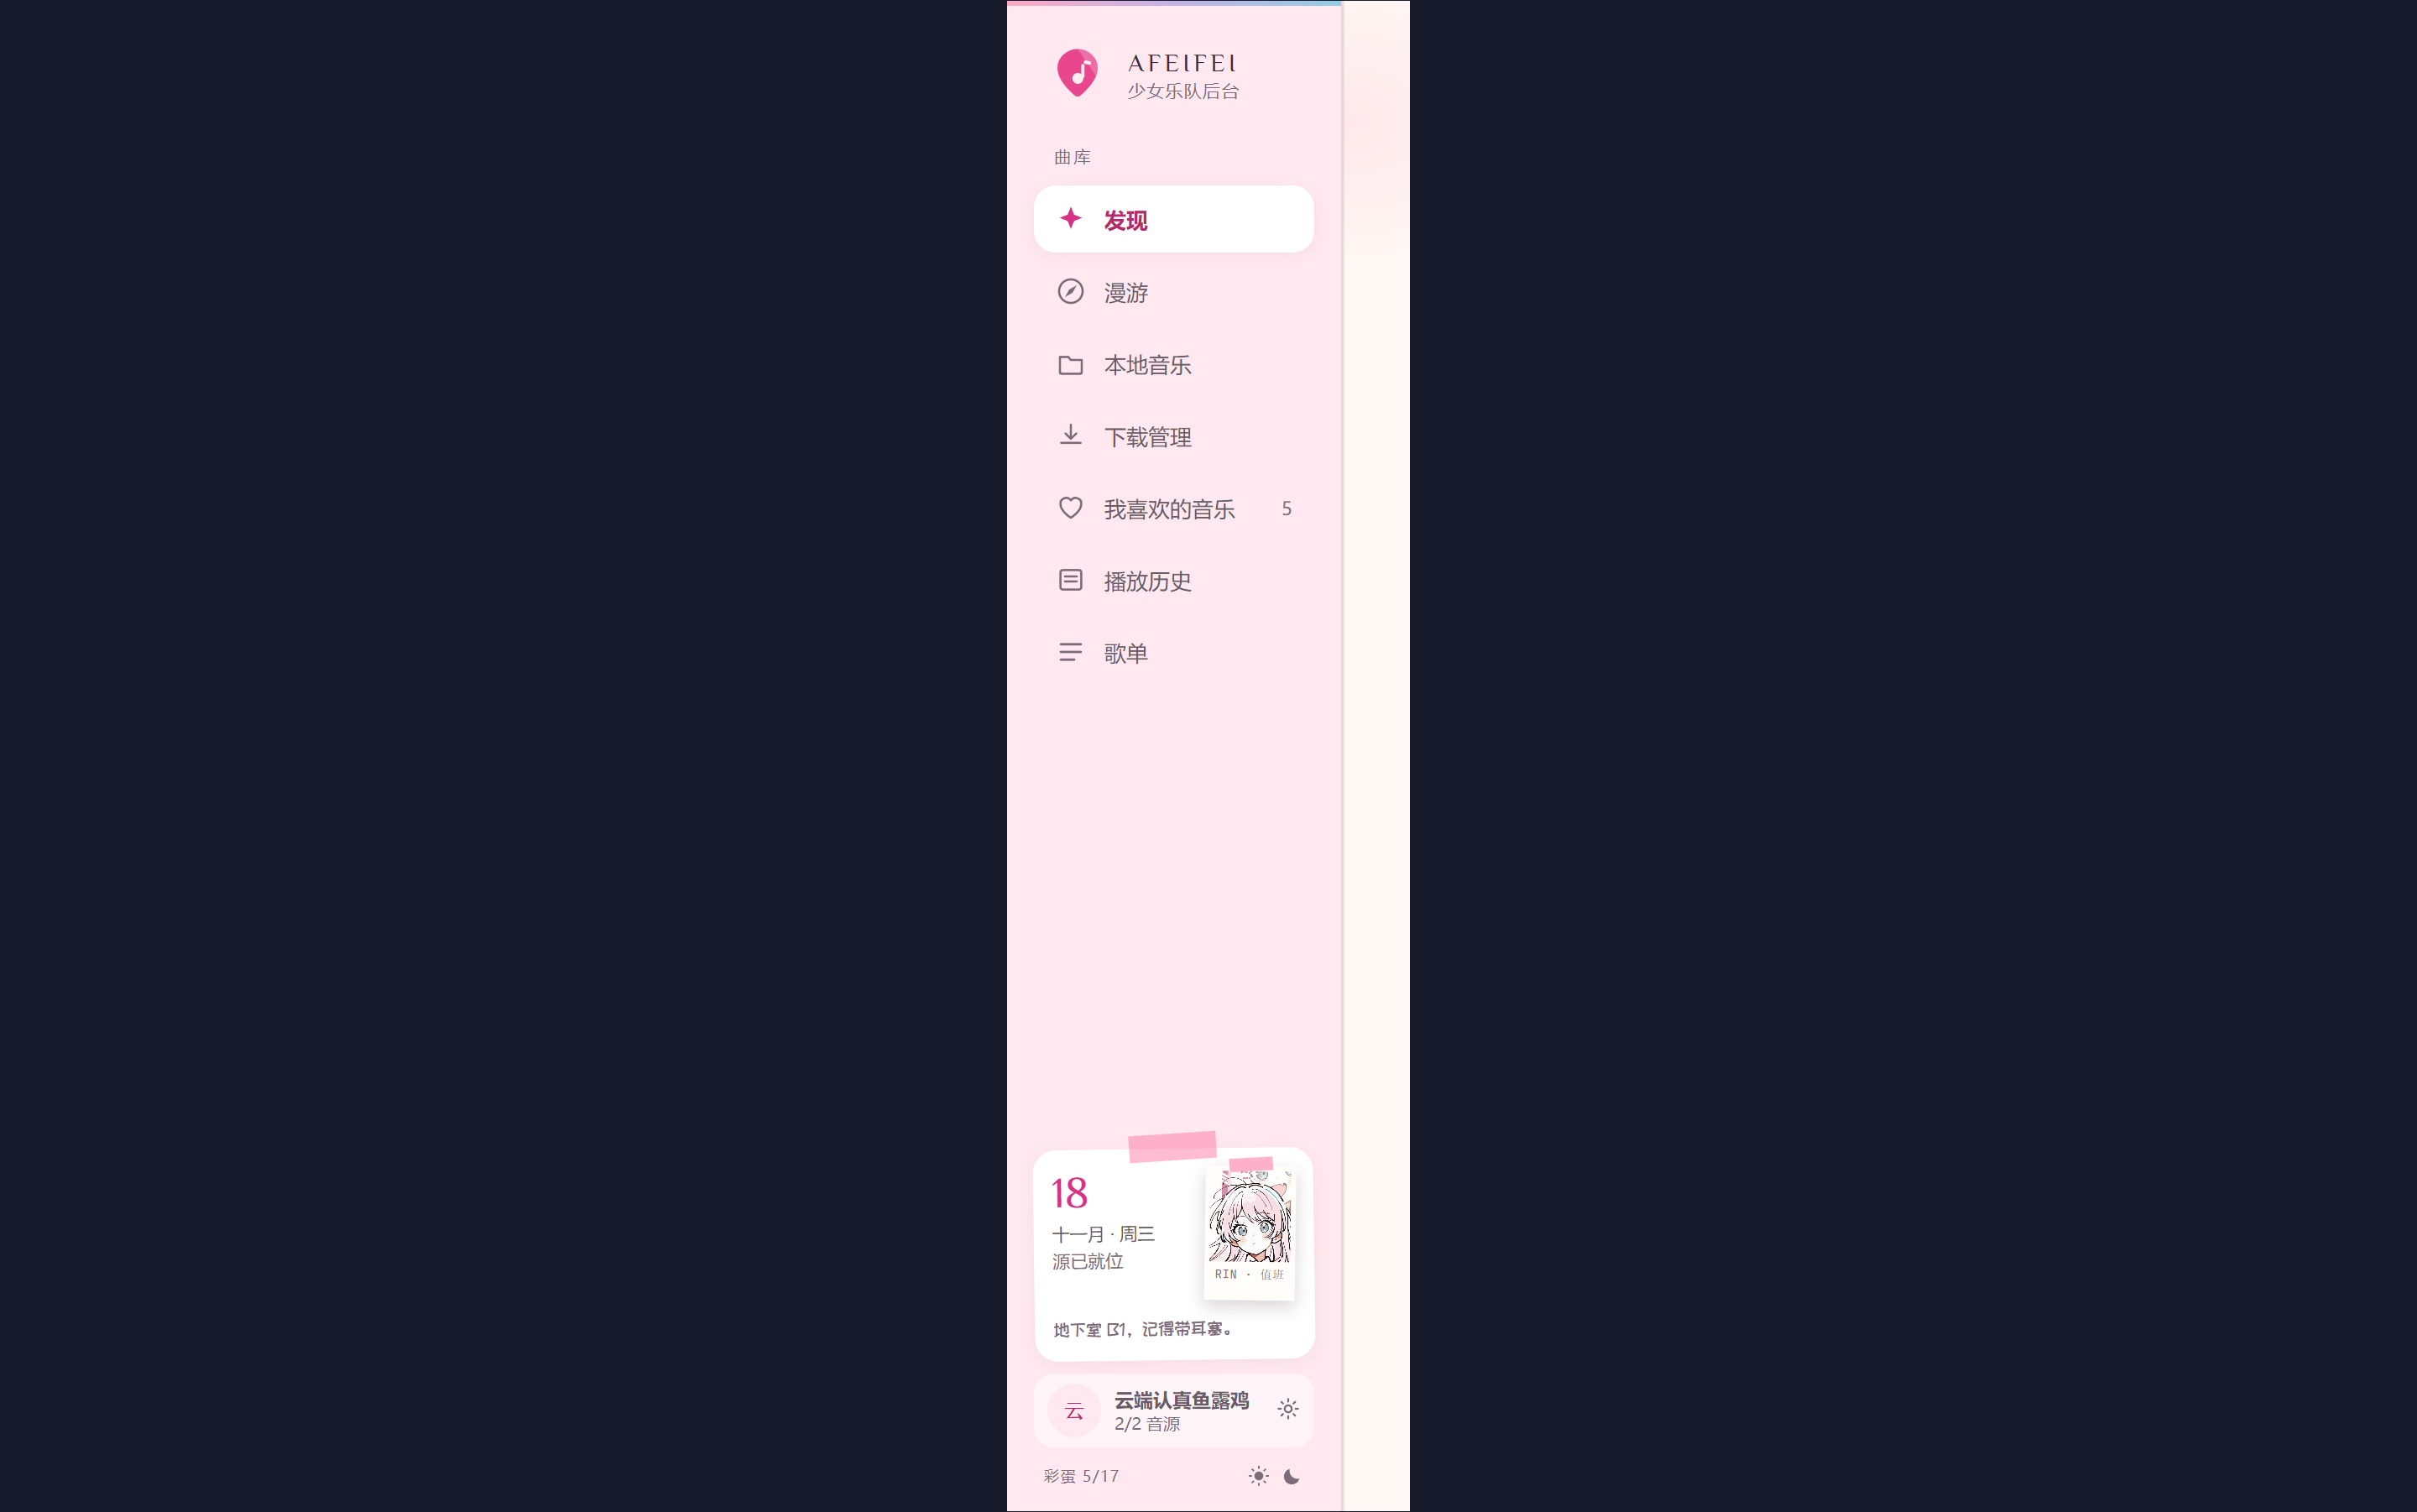 AFEIFEI
少女乐队后台
曲库
发现
漫游
本地音乐
下载管理
我喜欢的音乐 5
播放历史
歌单
18
十一月 · 周三
源已就位
RIN · 值班
地下室 B1，记得带耳塞。
云
云端认真鱼露鸡
2/2 音源
彩蛋 5/17